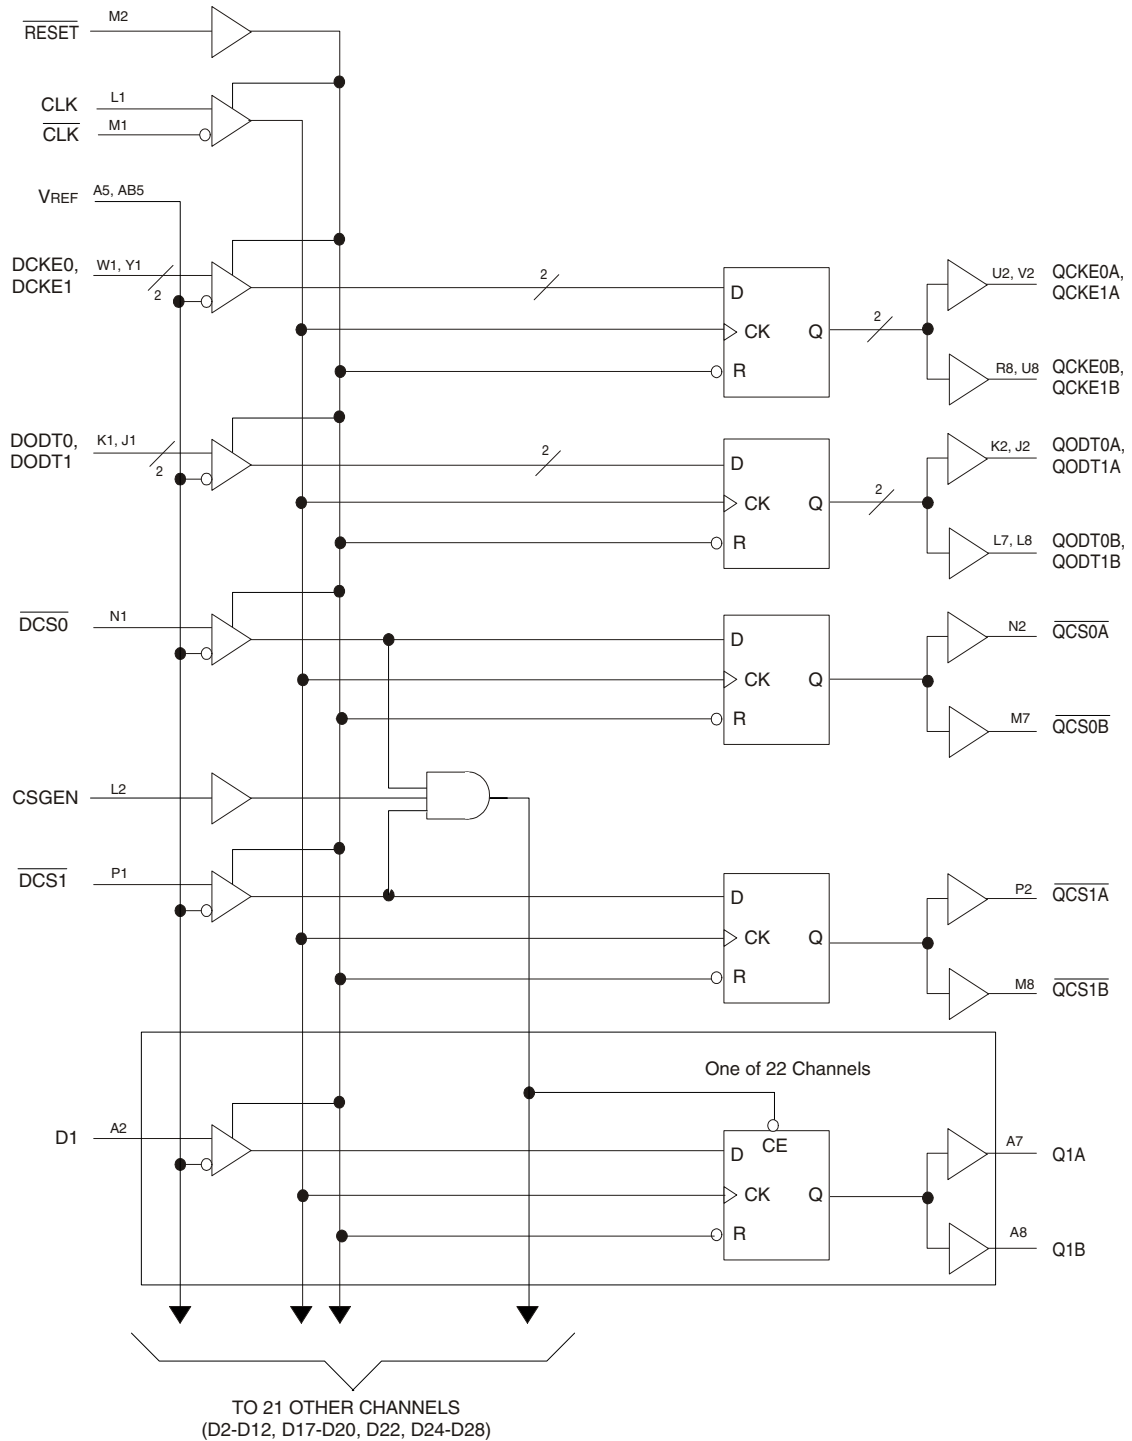 RESET M2
CLK L1
CLK M1
VREF A5, AB5
DCKE0, W1, Y1
DCKE1 2
2
D
CK Q
R
2
U2, V2 QCKE0A,
QCKE1A
R8, U8 QCKE0B,
QCKE1B
DODT0, K1, J1
DODT1 2
2
D
CK Q
R
2
K2, J2 QODT0A,
QODT1A
L7, L8 QODT0B,
QODT1B
DCS0 N1
D
CK Q
R
N2 QCS0A
M7 QCS0B
CSGEN L2
DCS1 P1
D
CK Q
R
P2 QCS1A
M8 QCS1B
One of 22 Channels
D1 A2
CE
D
CK Q
R
A7 Q1A
A8 Q1B
TO 21 OTHER CHANNELS
(D2-D12, D17-D20, D22, D24-D28)